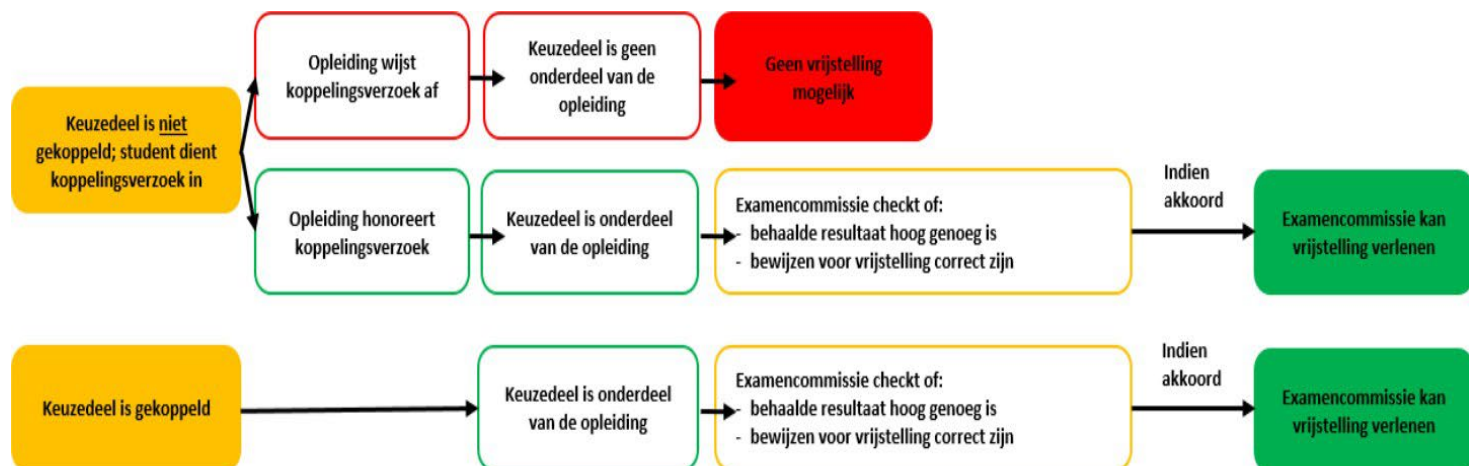 Keuzedeel is niet
gekoppeld; student dient
koppelingsverzoek in
Opleiding wijst
koppelingsverzoek af
Keuzedeel is geen
onderdeel van de
opleiding
Geen vrijstelling
mogelijk
Opleiding honoreert
koppelingsverzoek
Keuzedeel is onderdeel
van de opleiding
Examencommissie checkt of:
- behaalde resultaat hoog genoeg is
- bewijzen voor vrijstelling correct zijn
Indien
akkoord
Examencommissie kan
vrijstelling verlenen
Keuzedeel is gekoppeld
Keuzedeel is onderdeel
van de opleiding
Examencommissie checkt of:
- behaalde resultaat hoog genoeg is
- bewijzen voor vrijstelling correct zijn
Indien
akkoord
Examencommissie kan
vrijstelling verlenen